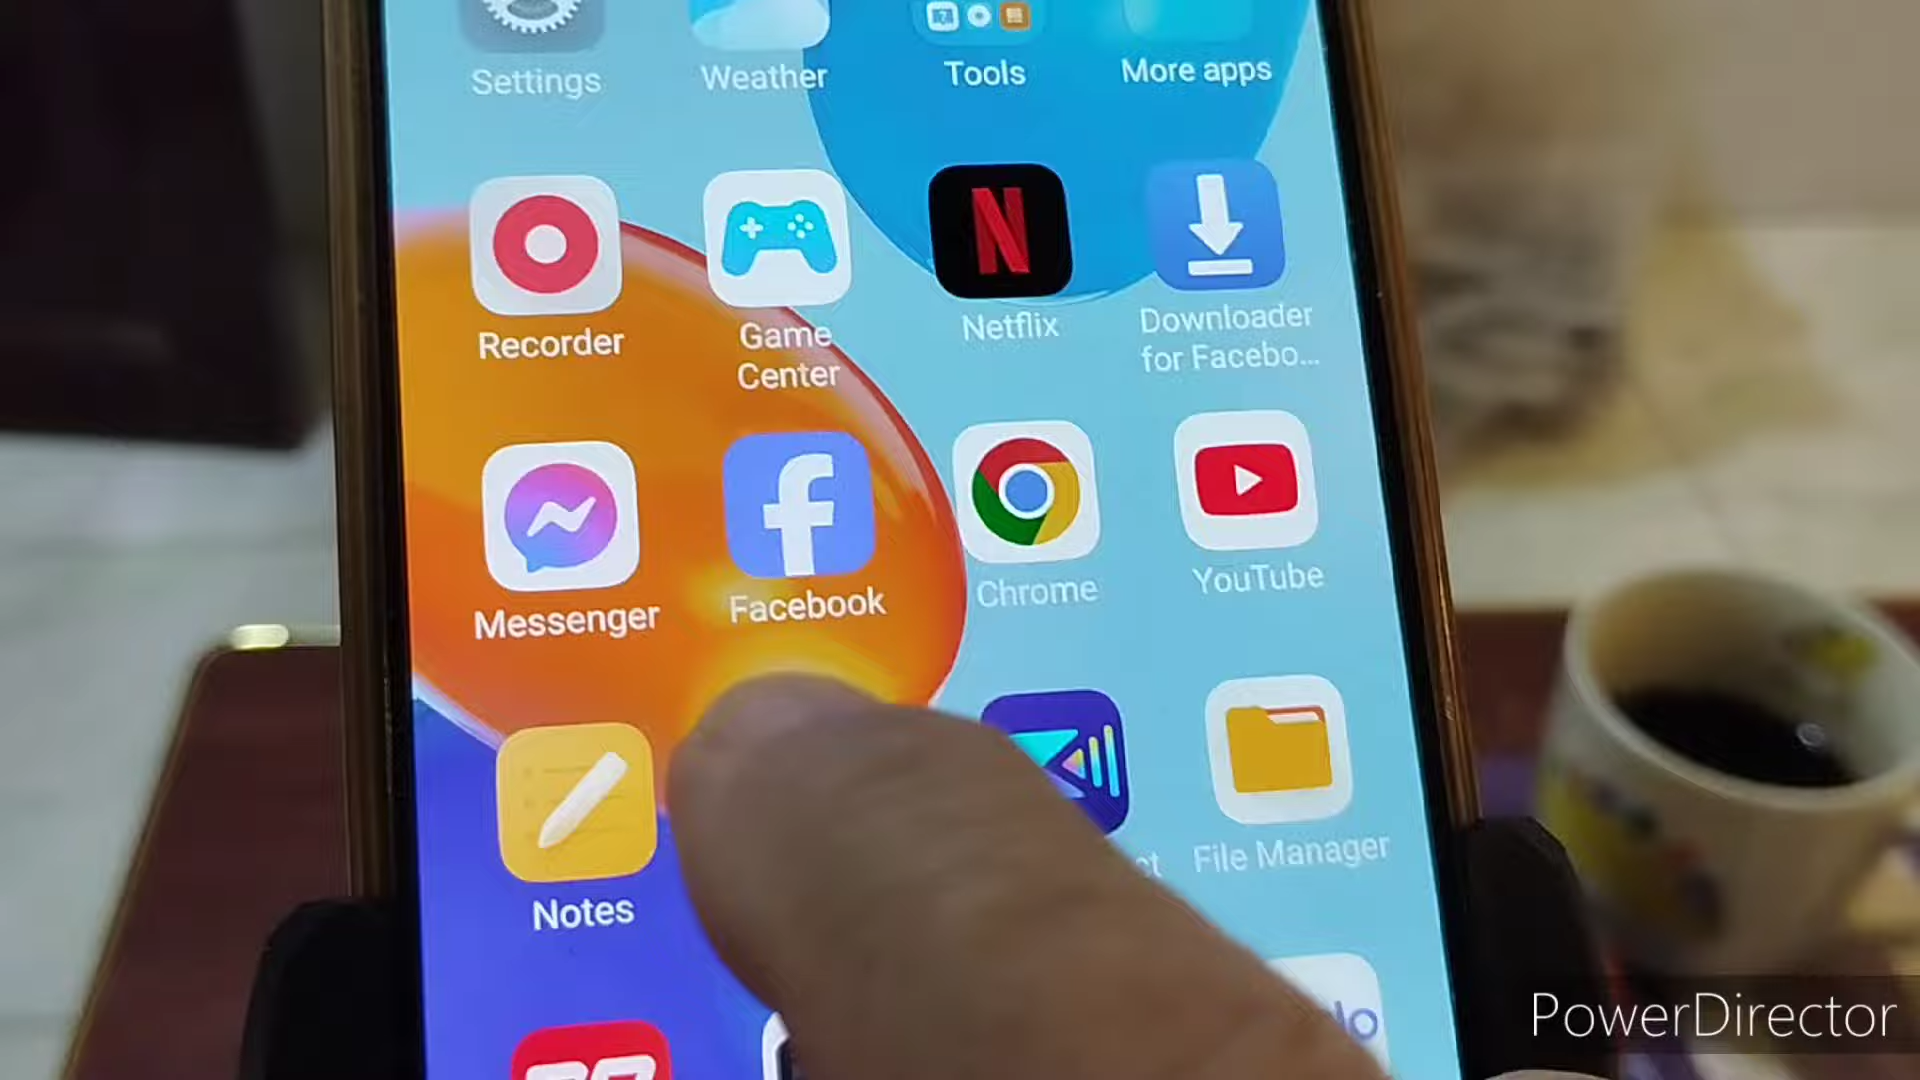 Settings
Weather
Tools
More apps
Recorder
Game
Center
Netflix
Downloader
for Facebo...
Messenger
Facebook
Chrome
YouTube
Notes
ct
File Manager
PowerDirector